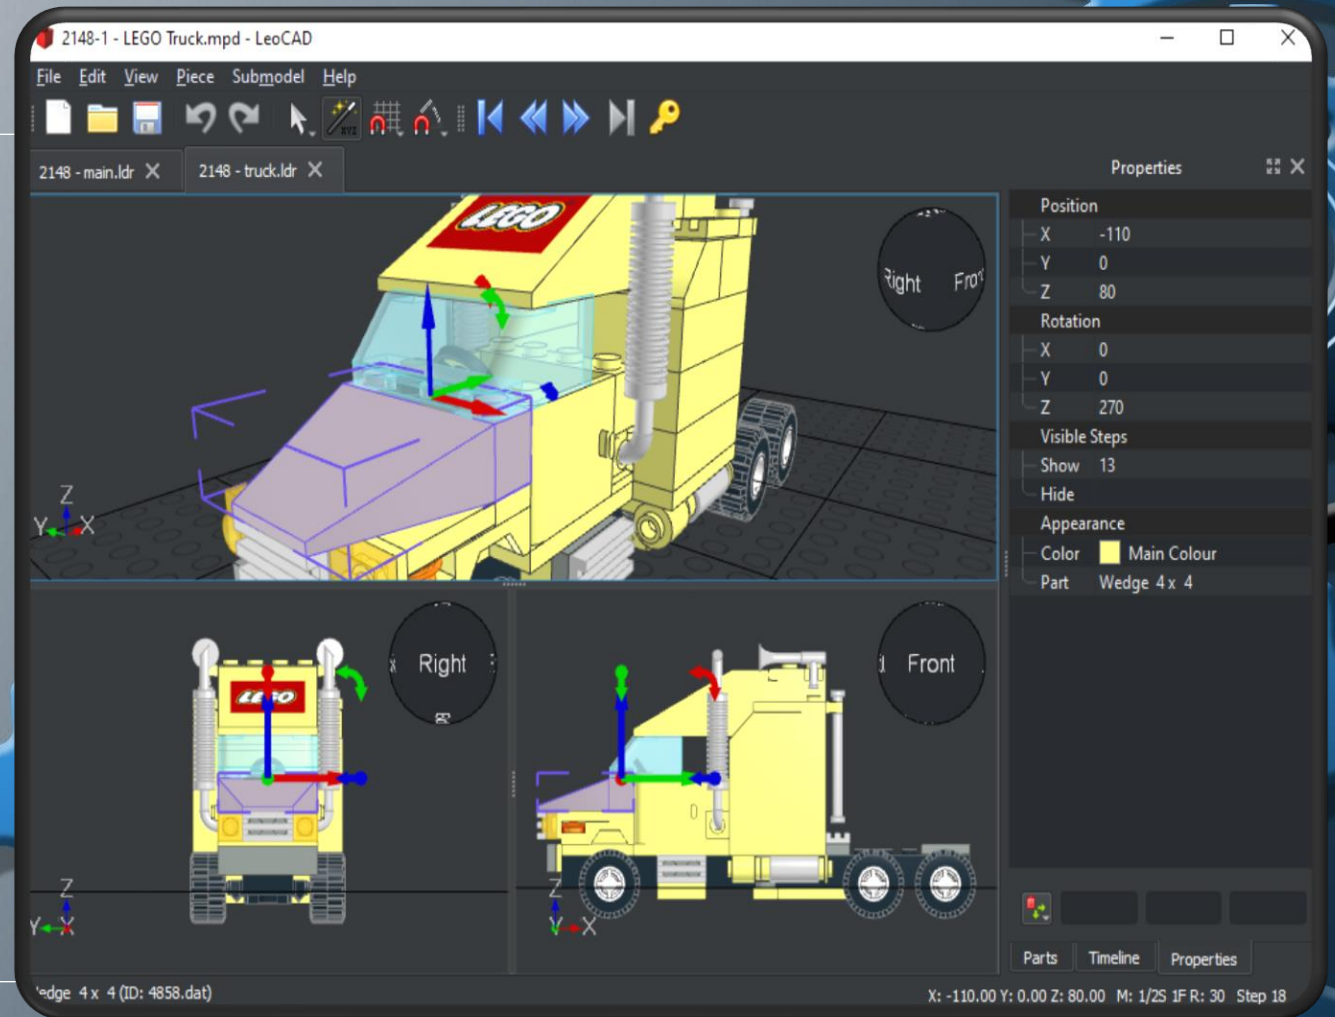 2148-1 - LEGO Truck.mpd - LeoCAD
File Edit View Piece Submodel Help
2148 - main.ldr
2148 - truck.ldr
Properties
LEGO
Right
Position
X -110
Y 0
Z 80
Rotation
X 0
Y 0
Z 270
Visible Steps
Show 13
Hide
Appearance
Color Main Colour
Part Wedge 4 x 4
Z
Y X
Right
Front
LEGO
Z
Y X
Z
Y X
Parts Timeline Properties
4 x 4 (ID: 4858.dat)
X: -110.00 Y: 0.00 Z: 80.00 M: 1/2S 1F R: 30 Step 18